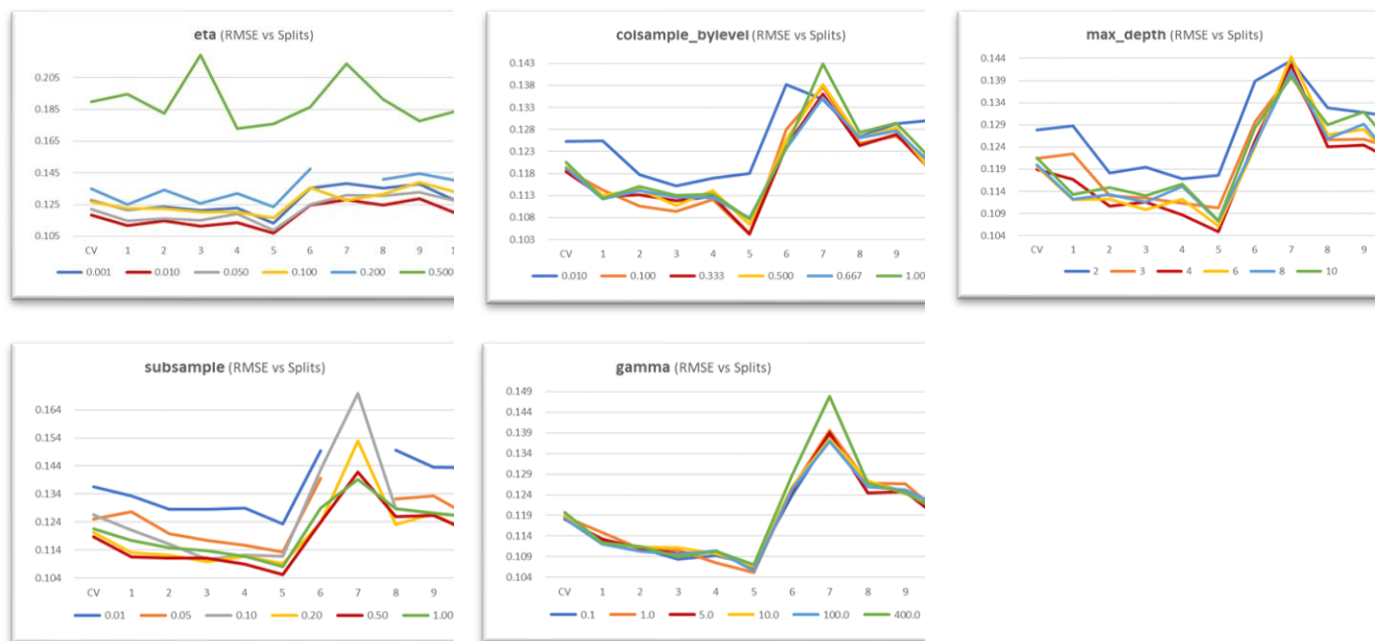 eta (RMSE vs Splits)
0.205
0.185
0.165
0.145
0.125
0.105
CV 1 2 3 4 5 6 7 8 9 1
0.001 0.010 0.050 0.100 0.200 0.500
colsample_bylevel (RMSE vs Splits)
0.143
0.138
0.133
0.128
0.123
0.118
0.113
0.108
0.103
CV 1 2 3 4 5 6 7 8 9
0.010 0.100 0.333 0.500 0.667 1.00
max_depth (RMSE vs Splits)
0.144
0.139
0.134
0.129
0.124
0.119
0.114
0.109
0.104
CV 1 2 3 4 5 6 7 8 9
2 3 4 6 8 10
subsample (RMSE vs Splits)
0.164
0.154
0.144
0.134
0.124
0.114
0.104
CV 1 2 3 4 5 6 7 8 9
0.01 0.05 0.10 0.20 0.50 1.00
gamma (RMSE vs Splits)
0.149
0.144
0.139
0.134
0.129
0.124
0.119
0.114
0.109
0.104
CV 1 2 3 4 5 6 7 8 9
0.1 1.0 5.0 10.0 100.0 400.0